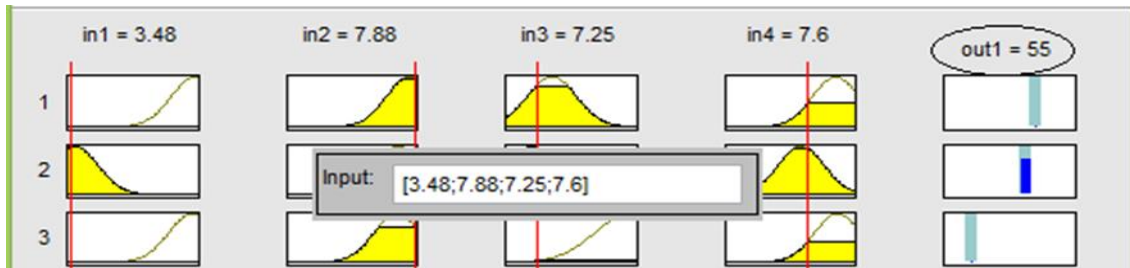 in1 = 3.48 in2 = 7.88 in3 = 7.25 in4 = 7.6 out1 = 55
1
2
Input: [3.48;7.88;7.25;7.6]
3